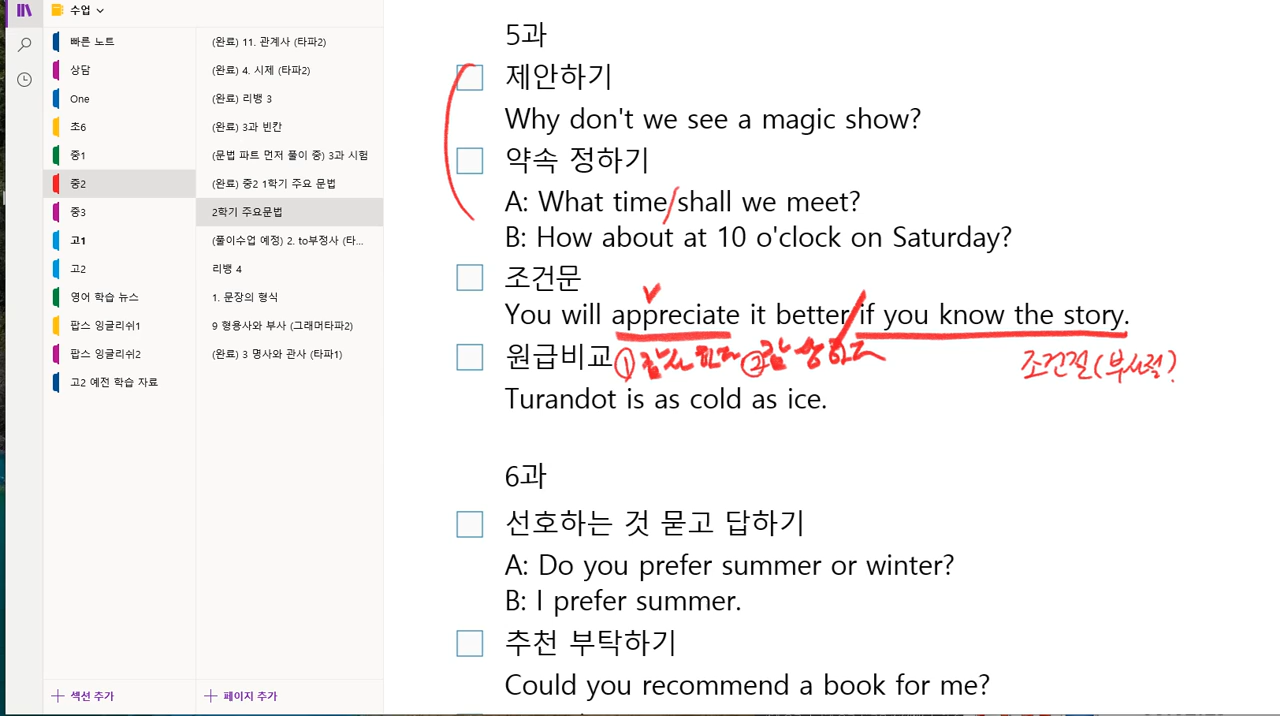 수업
빠른 노트
상담
One
초6
중1
중2
중3
고1
고2
영어 학습 뉴스
팝스 잉글리쉬1
팝스 잉글리쉬2
고2 예전 학습 자료
섹션 추가
(완료) 11. 관계사 (타파2)
(완료) 4. 시제 (타파2)
(완료) 리뱅 3
(완료) 3과 빈칸
(문법 파트 먼저 풀이 중) 3과 시험
(완료) 중2 1학기 주요 문법
2학기 주요문법
(풀이수업 예정) 2. to부정사 (타...
리뱅 4
1. 문장의 형식
9 형용사와 부사 (그래머타파2)
(완료) 3 명사와 관사 (타파1)
페이지 추가
5과
제안하기
Why don't we see a magic show?
약속 정하기
A: What time/shall we meet?
B: How about at 10 o'clock on Saturday?
조건문
You will appreciate it better if you know the story.
원급비교
① 감사한다 ② 감상하다
조건절(부사절)
Turandot is as cold as ice.
6과
선호하는 것 묻고 답하기
A: Do you prefer summer or winter?
B: I prefer summer.
추천 부탁하기
Could you recommend a book for me?